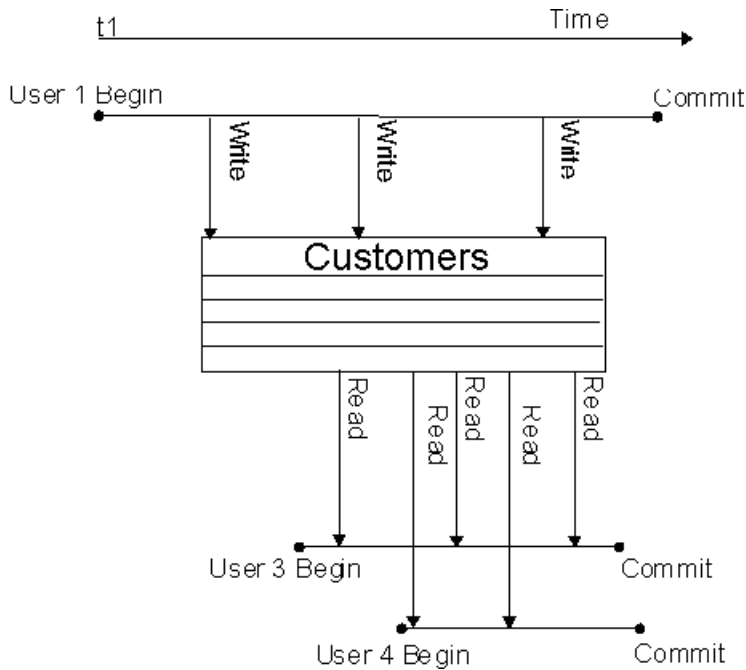 t1
Time
User 1 Begin
Commit
Write
Write
Write
Customers
Read
Read
Read
Read
Read
User 3 Begin
Commit
User 4 Begin
Commit